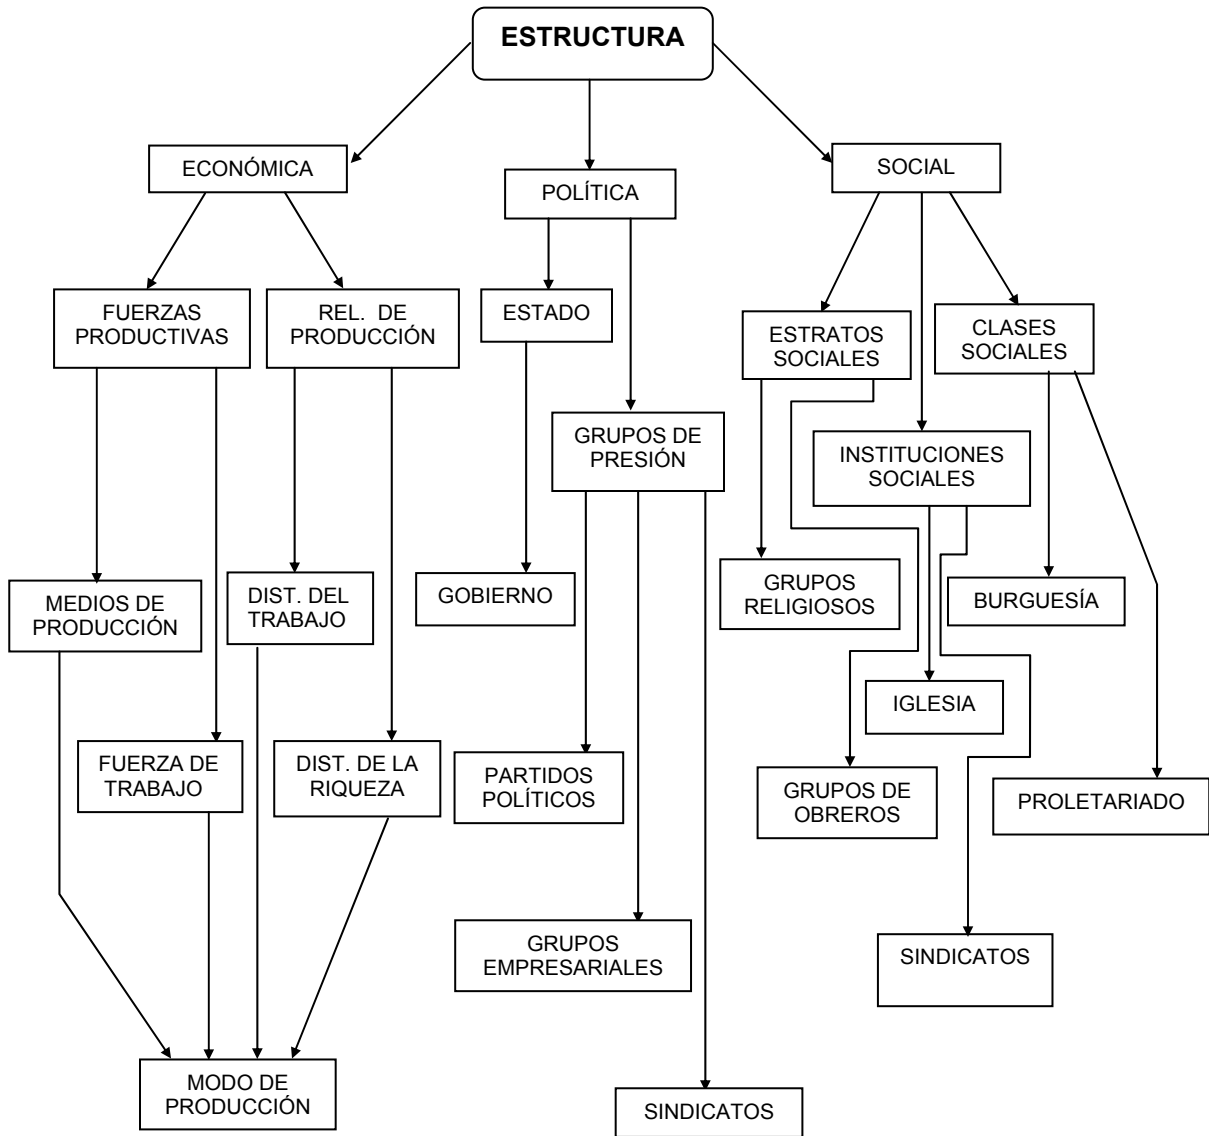 ESTRUCTURA
ECONÓMICA
POLÍTICA
SOCIAL
FUERZAS
PRODUCTIVAS
REL. DE
PRODUCCIÓN
ESTADO
ESTRATOS
SOCIALES
CLASES
SOCIALES
GRUPOS DE
PRESIÓN
INSTITUCIONES
SOCIALES
MEDIOS DE
PRODUCCIÓN
DIST. DEL
TRABAJO
GOBIERNO
GRUPOS
RELIGIOSOS
BURGUESÍA
IGLESIA
FUERZA DE
TRABAJO
DIST. DE LA
RIQUEZA
PARTIDOS
POLÍTICOS
GRUPOS DE
OBREROS
PROLETARIADO
GRUPOS
EMPRESARIALES
SINDICATOS
MODO DE
PRODUCCIÓN
SINDICATOS